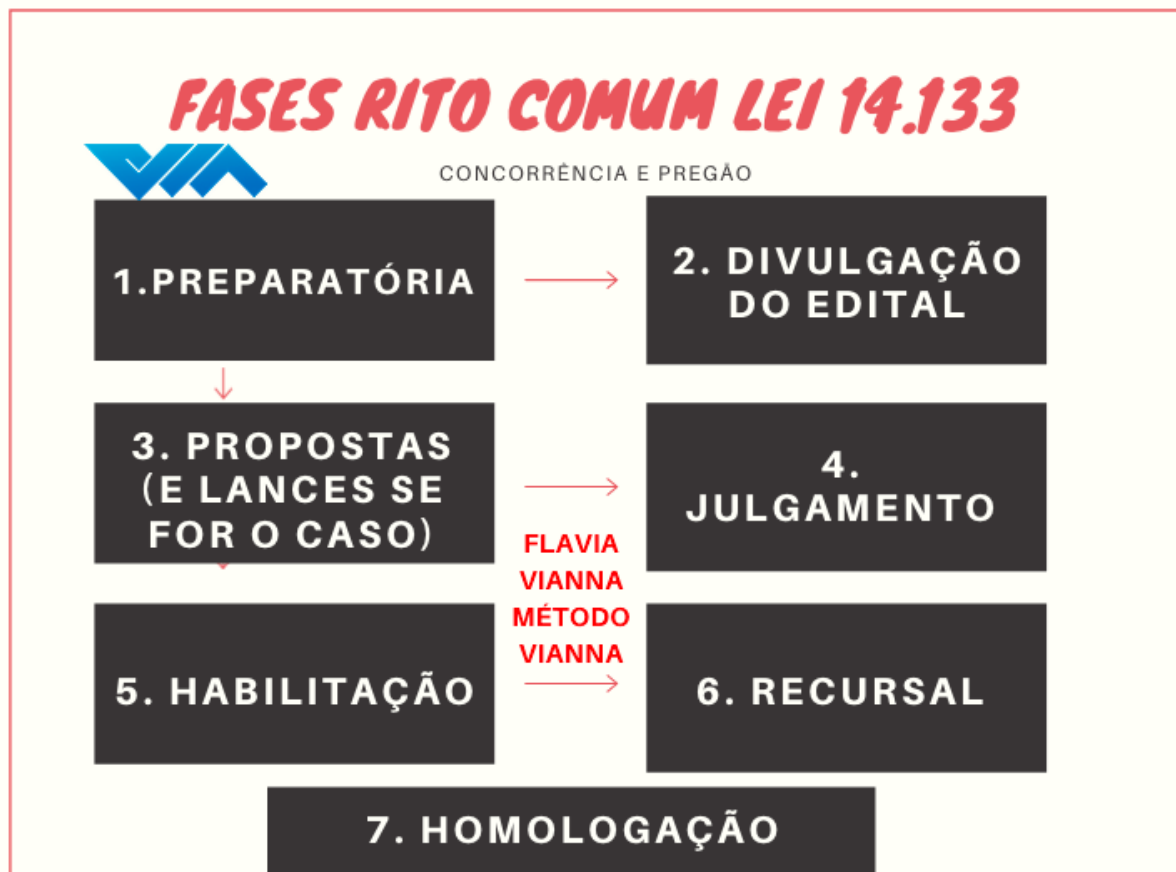 FASES RITO COMUM LEI 14.133
VIA
CONCORRÊNCIA E PREGÃO
1.PREPARATÓRIA
2. DIVULGAÇÃO
DO EDITAL
3. PROPOSTAS
(E LANCES SE
FOR O CASO)
4.
JULGAMENTO
FLAVIA
VIANNA
MÉTODO
VIANNA
5. HABILITAÇÃO
6. RECURSAL
7. HOMOLOGAÇÃO